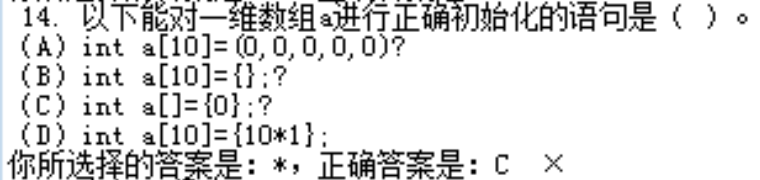 14. 以下能对一维数组a进行正确初始化的语句是（ ）。
(A) int a[10]=(0,0,0,0,0)?
(B) int a[10]={};?
(C) int a[]={0};?
(D) int a[10]={10*1};
你所选择的答案是：*，正确答案是：C ×